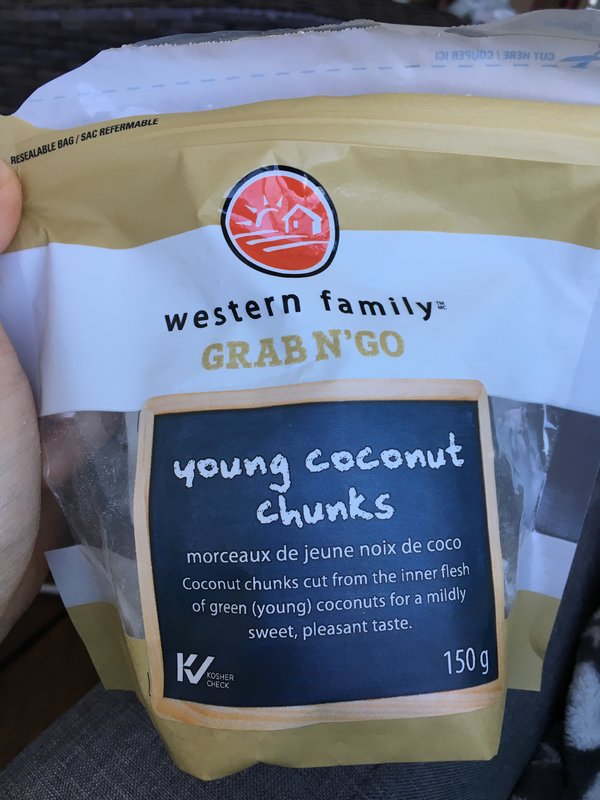 CUT HERE / COUPER ICI
RESEALABLE BAG / SAC REFERMABLE
western family™ MC
GRAB N'GO
young coconut
chunks
morceaux de jeune noix de coco
Coconut chunks cut from the inner flesh
of green (young) coconuts for a mildly
sweet, pleasant taste.
KV KOSHER
CHECK
150 g